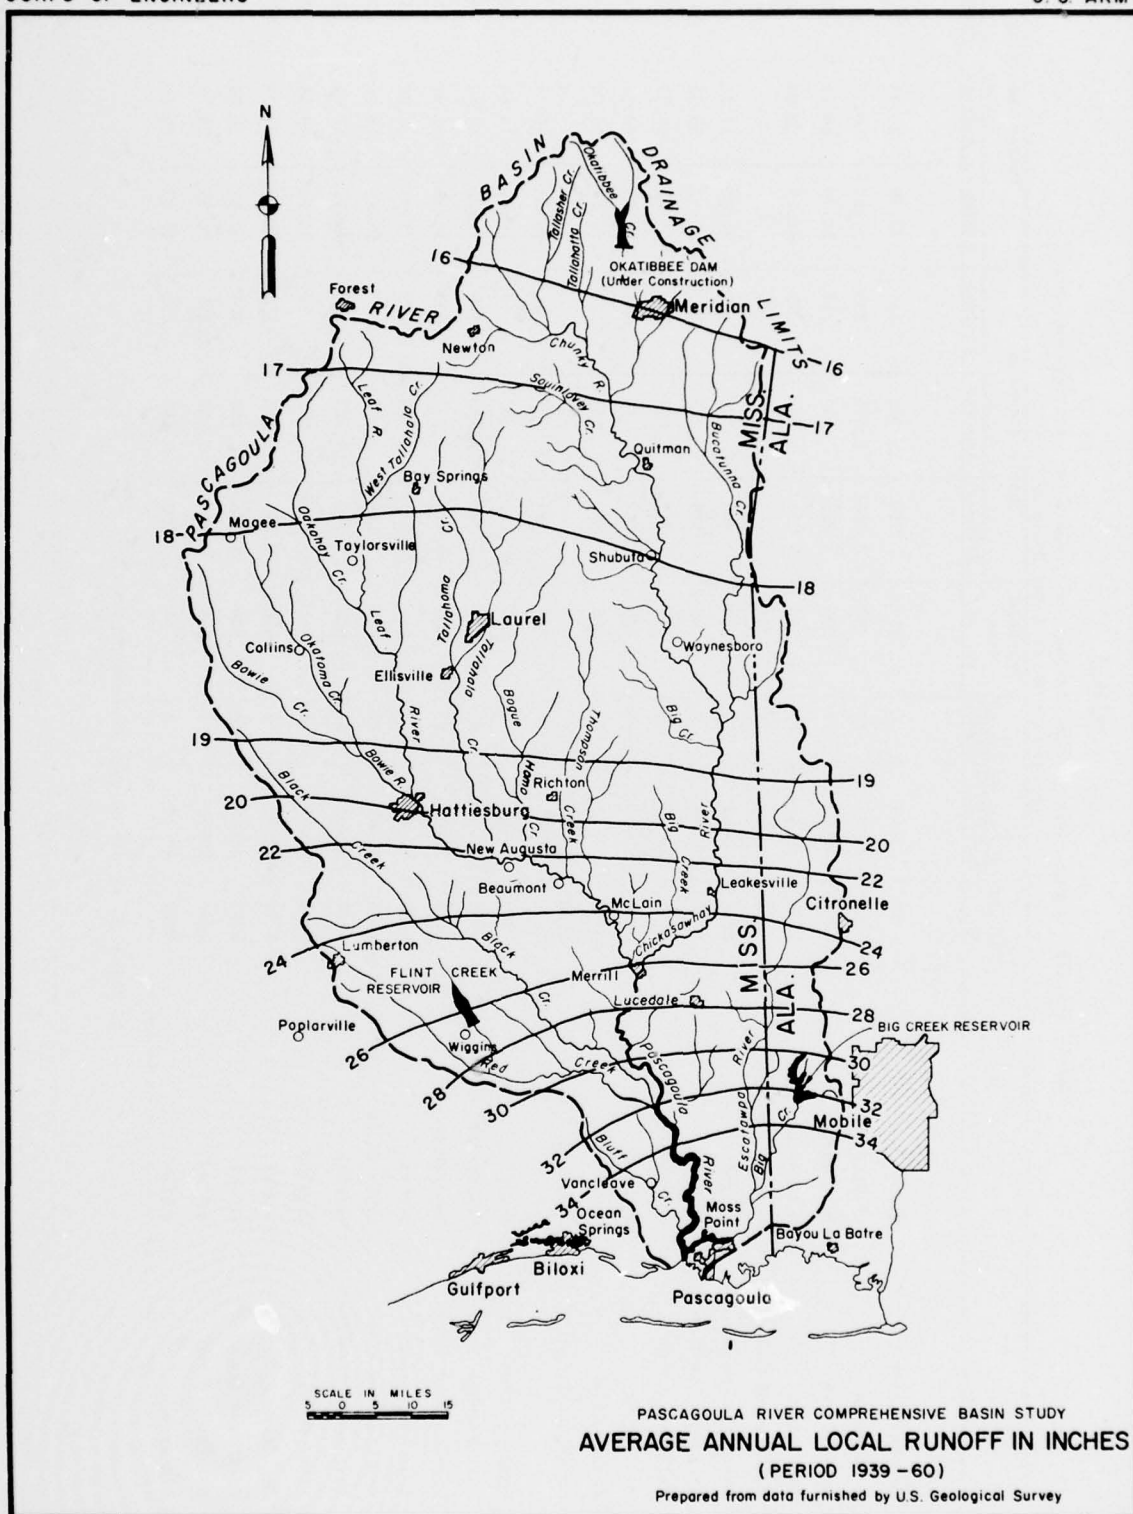 CORPS OF ENGINEERS
U. S. ARMY
N
BASIN
DRAINAGE
LIMITS
RIVER
PASCAGOULA
Okatibbee
Cr.
Tallasher Cr.
Tallahatta Cr.
16
OKATIBBEE DAM
(Under Construction)
Forest
Meridian
Newton
Chunky R.
16
17
Leaf R.
West Tallahala Cr.
Souinlovey Cr.
MISS.
ALA.
17
Bucatunna Cr.
Quitman
Bay Springs
18
Magee
Oakohay Cr.
Cr.
Taylorsville
Shubuta
18
Tallahoma
Leaf
Laurel
Collins
Okatoma Cr.
Waynesboro
Bowie Cr.
Ellisville
Tallahala
River
Bogue
Thompson
Big Cr.
19
Bowie R.
Cr.
Homo
Richton
19
Black
20
Hattiesburg
Cr.
Creek
Big
River
20
22
Creek
New Augusta
Creek
22
Beaumont
Leakesville
McLain
Citronelle
24
Black
Chickasawhay
MISS.
24
Lumberton
FLINT CREEK
RESERVOIR
Merrill
26
Cr.
Lucedale
ALA.
28
Poplarville
BIG CREEK RESERVOIR
26
Wiggins
Red
Creek
Pascagoula
River
30
28
30
Escatawpa
32
Cr.
Mobile
34
32
Bluff
Big
Vancleave
Cr.
River
34
Ocean
Springs
Moss
Point
Bayou La Batre
Biloxi
Gulfport
Pascagoula
SCALE IN MILES
5 0 5 10 15
PASCAGOULA RIVER COMPREHENSIVE BASIN STUDY
AVERAGE ANNUAL LOCAL RUNOFF IN INCHES
(PERIOD 1939-60)
Prepared from data furnished by U.S. Geological Survey